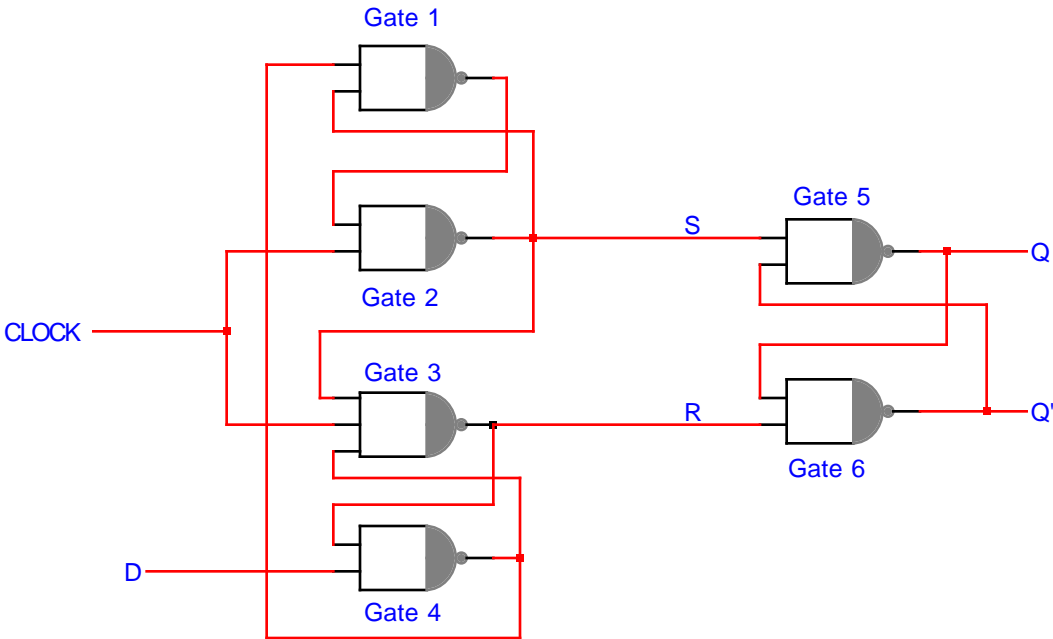 Gate 1
Gate 5
S
Q
Gate 2
CLOCK
Gate 3
R
Q'
Gate 6
D
Gate 4